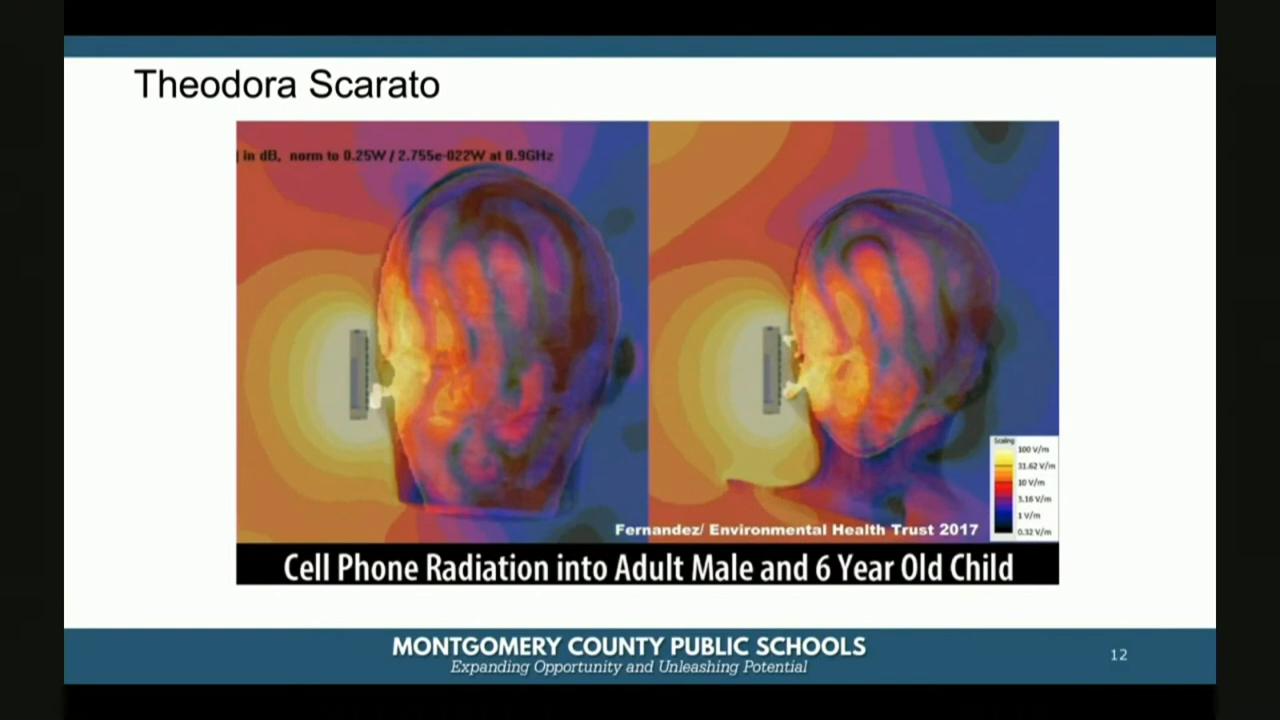 Theodora Scarato
in dB, norm to 0.25W / 2.755e-022W at 0.9GHz
Scaling
100 V/m
31.62 V/m
10 V/m
3.16 V/m
1 V/m
0.32 V/m
Fernandez/ Environmental Health Trust 2017
Cell Phone Radiation into Adult Male and 6 Year Old Child
MONTGOMERY COUNTY PUBLIC SCHOOLS
Expanding Opportunity and Unleashing Potential
12